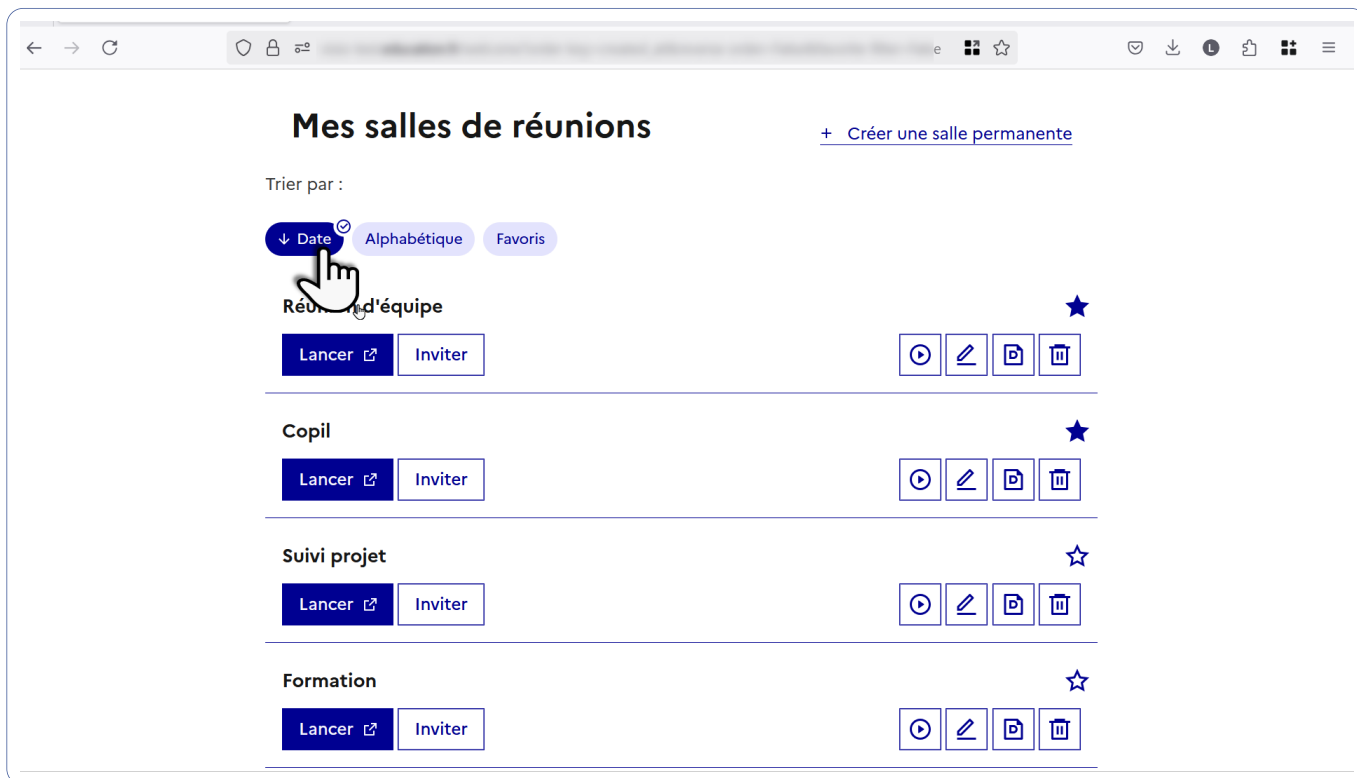 e
L
Mes salles de réunions
+ Créer une salle permanente
Trier par :
Date Alphabétique Favoris
Réunion d'équipe
Lancer Inviter
D
Copil
Lancer Inviter
D
Suivi projet
Lancer Inviter
D
Formation
Lancer Inviter
D